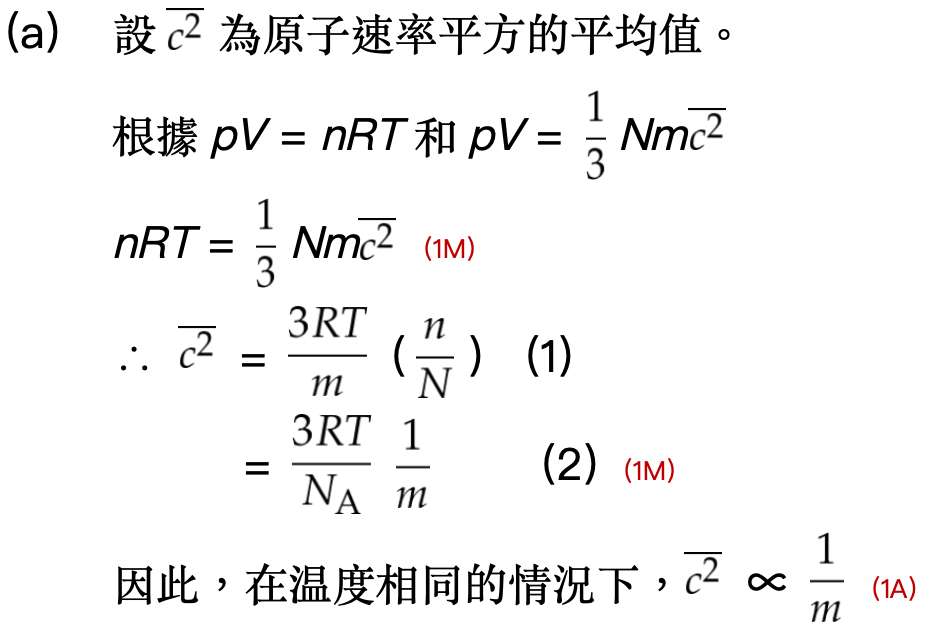 (a) 設 $\overline{c^2}$ 為原子速率平方的平均值。
根據 $pV = nRT$ 和 $pV = \frac{1}{3} Nm\overline{c^2}$
$nRT = \frac{1}{3} Nm\overline{c^2}$ (1M)
$\therefore \overline{c^2} = \frac{3RT}{m} (\frac{n}{N})$ (1)
$= \frac{3RT}{N_A} \frac{1}{m}$ (2) (1M)
因此，在温度相同的情況下，$\overline{c^2} \propto \frac{1}{m}$ (1A)